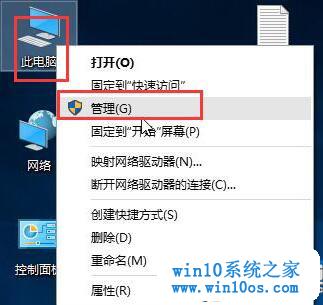 此电脑
打开(O)
固定到"快速访问"
管理(G)
固定到"开始"屏幕(P)
映射网络驱动器(N)...
断开网络驱动器的连接(C)...
创建快捷方式(S)
删除(D)
重命名(M)
属性(R)
网络
控制面板
win10系统之家
www.win10os.com